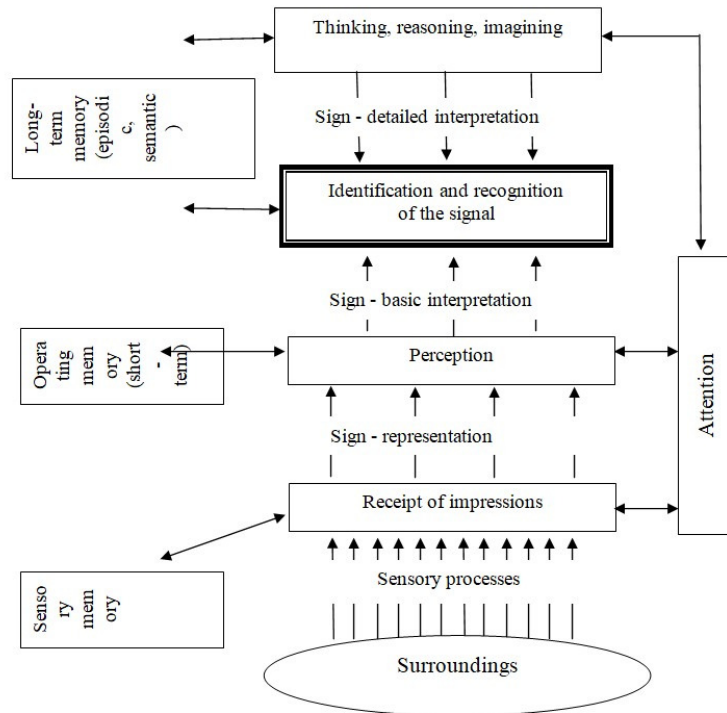 Thinking, reasoning, imagining
Long-
term
memory
(episodi
c,
semantic
)
Sign - detailed interpretation
Identification and recognition
of the signal
Sign - basic interpretation
Opera
ting
mem
ory
(short
-
term)
Perception
Attention
Sign - representation
Receipt of impressions
Senso
ry
mem
ory
Sensory processes
Surroundings